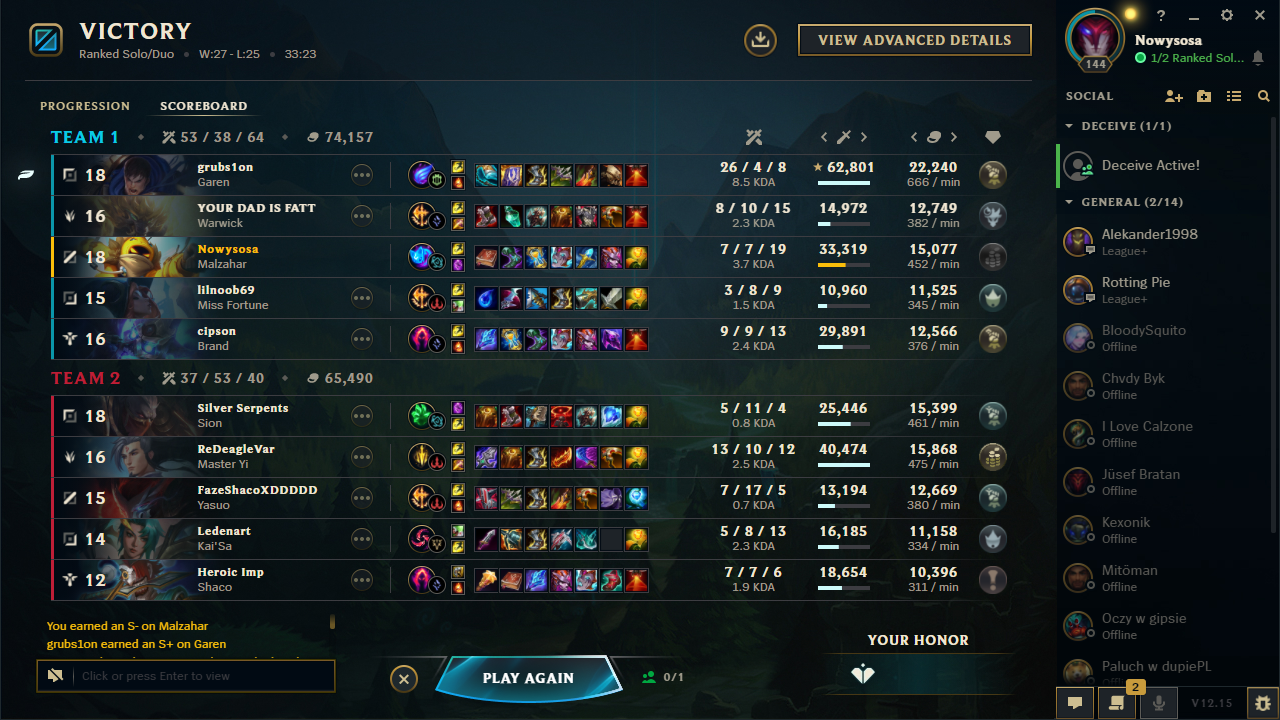 VICTORY
Ranked Solo/Duo • W:27 - L:25 • 33:23
VIEW ADVANCED DETAILS
PROGRESSION SCOREBOARD
TEAM 1 • 53 / 38 / 64 • 74,157
18 grubs1on 26 / 4 / 8 62,801 22,240
Garen 8.5 KDA 666 / min
16 YOUR DAD IS FATT 8 / 10 / 15 14,972 12,749
Warwick 2.3 KDA 382 / min
18 Nowysosa 7 / 7 / 19 33,319 15,077
Malzahar 3.7 KDA 452 / min
15 lilnoob69 3 / 8 / 9 10,960 11,525
Miss Fortune 1.5 KDA 345 / min
16 cipson 9 / 9 / 13 29,891 12,566
Brand 2.4 KDA 376 / min
TEAM 2 • 37 / 53 / 40 • 65,490
18 Silver Serpents 5 / 11 / 4 25,446 15,399
Sion 0.8 KDA 461 / min
16 ReDeagleVar 13 / 10 / 12 40,474 15,868
Master Yi 2.5 KDA 475 / min
15 FazeShacoXDDDDD 7 / 17 / 5 13,194 12,669
Yasuo 0.7 KDA 380 / min
14 Ledenart 5 / 8 / 13 16,185 11,158
Kai'Sa 2.3 KDA 334 / min
12 Heroic Imp 7 / 7 / 6 18,654 10,396
Shaco 1.9 KDA 311 / min
You earned an S- on Malzahar
grubs1on earned an S+ on Garen
Click or press Enter to view
PLAY AGAIN
0/1
YOUR HONOR
?
Nowysosa
144
1/2 Ranked Sol...
SOCIAL
DECEIVE (1/1)
Deceive Active!
GENERAL (2/14)
Alekander1998
League+
Rotting Pie
League+
BloodySquito
Offline
Chvdy Byk
Offline
I Love Calzone
Offline
Jüsef Bratan
Offline
Kexonik
Offline
Mitōman
Offline
Oczy w gipsie
Offline
Paluch w dupiePL
2
V12.15